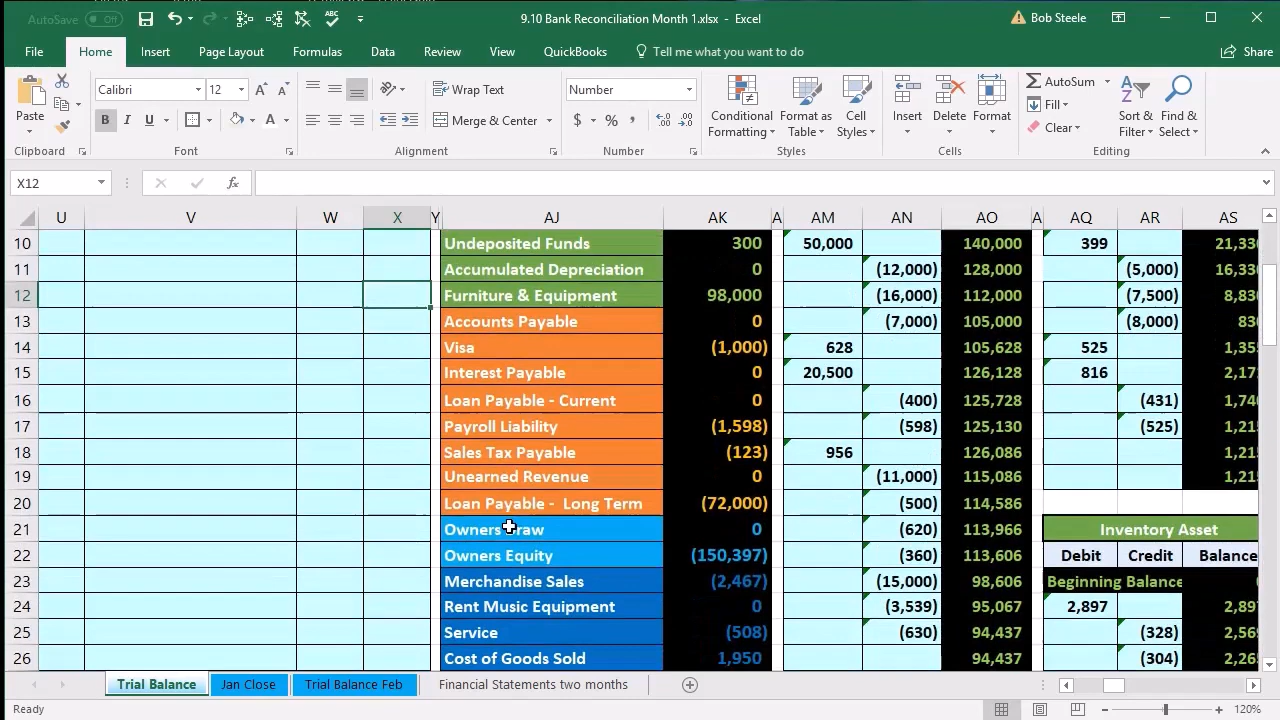 AutoSave Off 9.10 Bank Reconciliation Month 1.xlsx - Excel Bob Steele
File Home Insert Page Layout Formulas Data Review View QuickBooks Tell me what you want to do Share
Calibri 12 Wrap Text Number AutoSum
Paste B I U Merge & Center $ % Conditional Formatting Format as Table Cell Styles Insert Delete Format Fill Clear Sort & Filter Find & Select
Clipboard Font Alignment Number Styles Cells Editing
X12 fx
U V W X Y AJ AK A AM AN AO A AQ AR AS
10 Undeposited Funds 300 50,000 140,000 399
11 Accumulated Depreciation 0 (12,000) 128,000 (5,000)
12 Furniture & Equipment 98,000 (16,000) 112,000 (7,500)
13 Accounts Payable 0 (7,000) 105,000 (8,000)
14 Visa (1,000) 628 105,628 525
15 Interest Payable 0 20,500 126,128 816
16 Loan Payable - Current 0 (400) 125,728 (431)
17 Payroll Liability (1,598) (598) 125,130 (525)
18 Sales Tax Payable (123) 956 126,086
19 Unearned Revenue 0 (11,000) 115,086
20 Loan Payable - Long Term (72,000) (500) 114,586
21 Owners 0 (620) 113,966 Inventory Asset
22 Owners Equity (150,397) (360) 113,606 Debit Credit Balance
23 Merchandise Sales (2,467) (15,000) 98,606 Beginning Balance
24 Rent Music Equipment 0 (3,539) 95,067 2,897
25 Service (508) (630) 94,437 (328)
26 Cost of Goods Sold 1,950 94,437 (304)
Trial Balance Jan Close Trial Balance Feb Financial Statements two months
Ready 120%